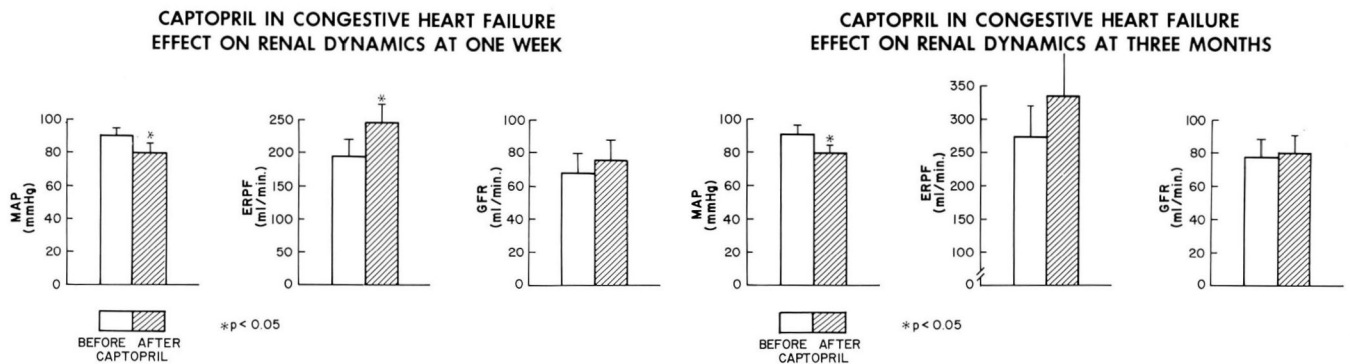 CAPTOPRIL IN CONGESTIVE HEART FAILURE
EFFECT ON RENAL DYNAMICS AT ONE WEEK
MAP
(mmHg)
100
80
60
40
20
0
*
ERPF
(ml/min.)
250
200
150
200
0
*
GFR
(ml/min.)
100
80
60
40
20
0
BEFORE AFTER
CAPTOPRIL
*p< 0.05
CAPTOPRIL IN CONGESTIVE HEART FAILURE
EFFECT ON RENAL DYNAMICS AT THREE MONTHS
MAP
(mmHg)
100
80
60
40
20
0
*
ERPF
(ml/min.)
350
300
250
200
150
100
0
GFR
(ml/min.)
100
80
60
40
20
0
BEFORE AFTER
CAPTOPRIL
*p< 0.05